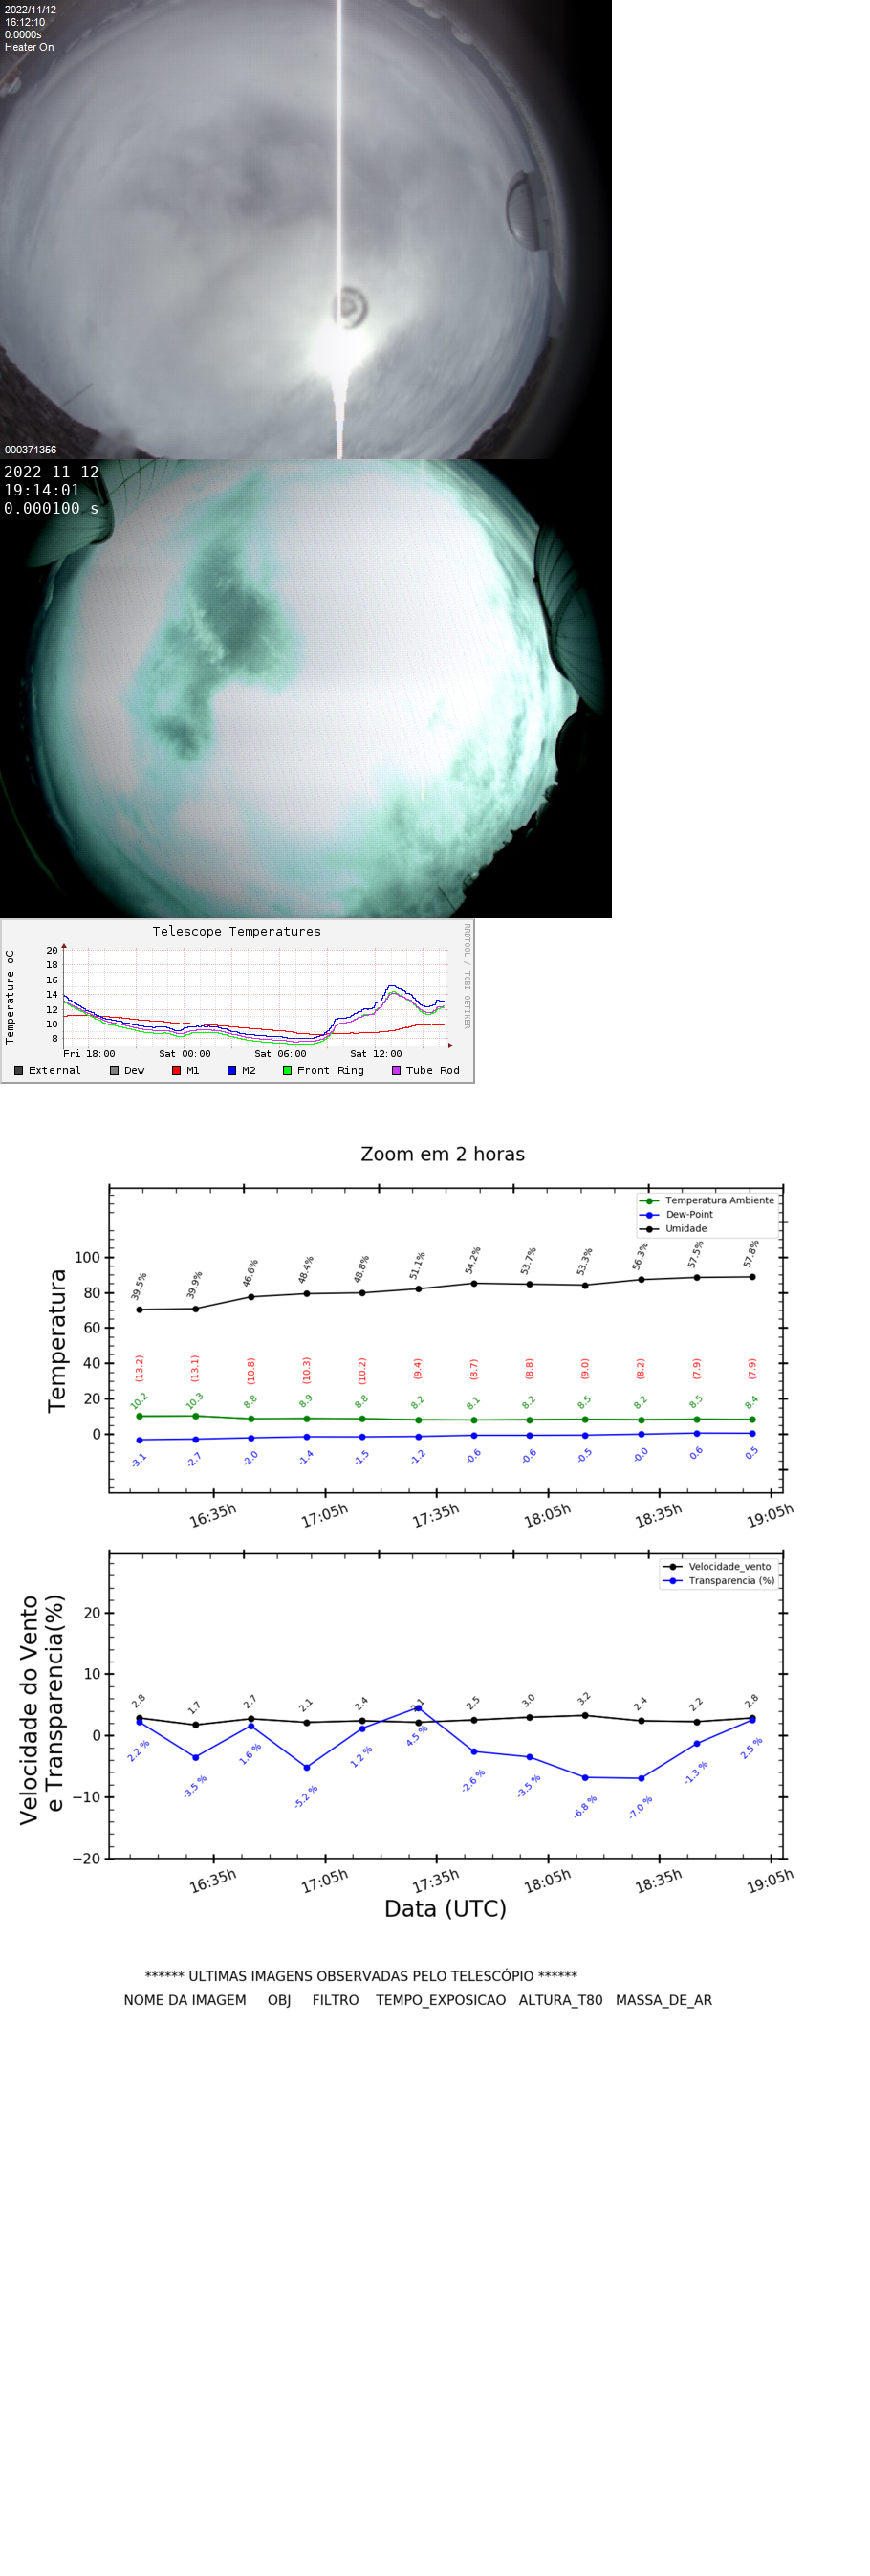 2022/11/12
16:12:10
0.0000s
Heater On
000371356
2022-11-12
19:14:01
0.000100 s
Telescope Temperatures
Temperature oC
20
18
16
14
12
10
8
Fri 18:00 Sat 00:00 Sat 06:00 Sat 12:00
External Dew M1 M2 Front Ring Tube Rod
RRDTOOL / TOBI OETIKER
Zoom em 2 horas
Temperatura Ambiente
Dew-Point
Umidade
Temperatura
100
80
60
40
20
0
39.5% 39.9% 46.6% 48.4% 48.8% 51.1% 54.2% 53.7% 53.3% 56.3% 57.5% 57.8%
(13.2) (13.1) (10.8) (10.3) (10.2) (9.4) (8.7) (8.8) (9.0) (8.2) (7.9) (7.9)
10.2 10.3 8.8 8.9 8.8 8.2 8.1 8.2 8.5 8.2 8.5 8.4
-3.1 -2.7 -2.0 -1.4 -1.5 -1.2 -0.6 -0.6 -0.5 -0.0 0.6 0.5
16:35h 17:05h 17:35h 18:05h 18:35h 19:05h
Velocidade_vento
Transparencia (%)
Velocidade do Vento
e Transparencia(%)
20
10
0
−10
−20
2.8 1.7 2.7 2.1 2.4 2.1 2.5 3.0 3.2 2.4 2.2 2.8
2.2 % -3.5 % 1.6 % -5.2 % 1.2 % 4.5 % -2.6 % -3.5 % -6.8 % -7.0 % -1.3 % 2.5 %
16:35h 17:05h 17:35h 18:05h 18:35h 19:05h
Data (UTC)
****** ULTIMAS IMAGENS OBSERVADAS PELO TELESCÓPIO ******
NOME DA IMAGEM OBJ FILTRO TEMPO_EXPOSICAO ALTURA_T80 MASSA_DE_AR